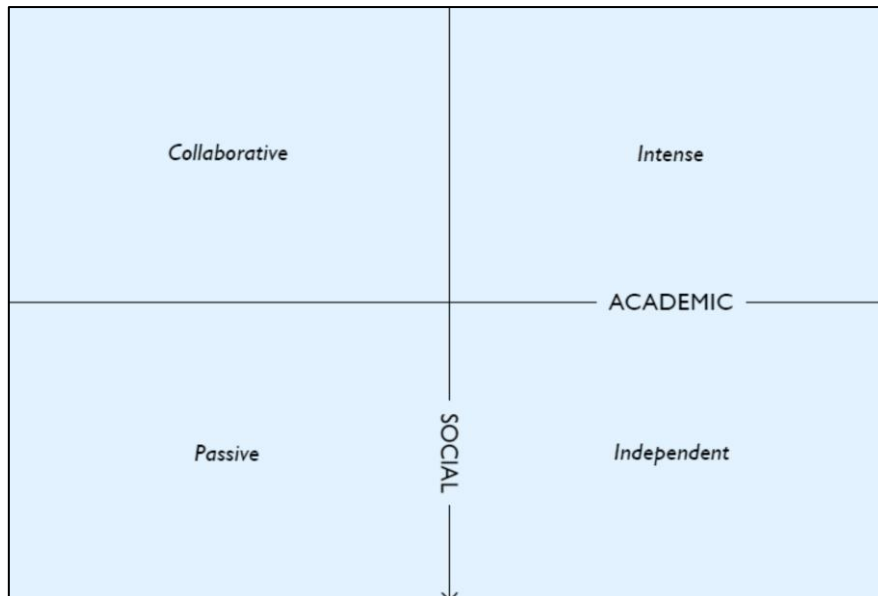 Collaborative
Intense
ACADEMIC
SOCIAL
Passive
Independent